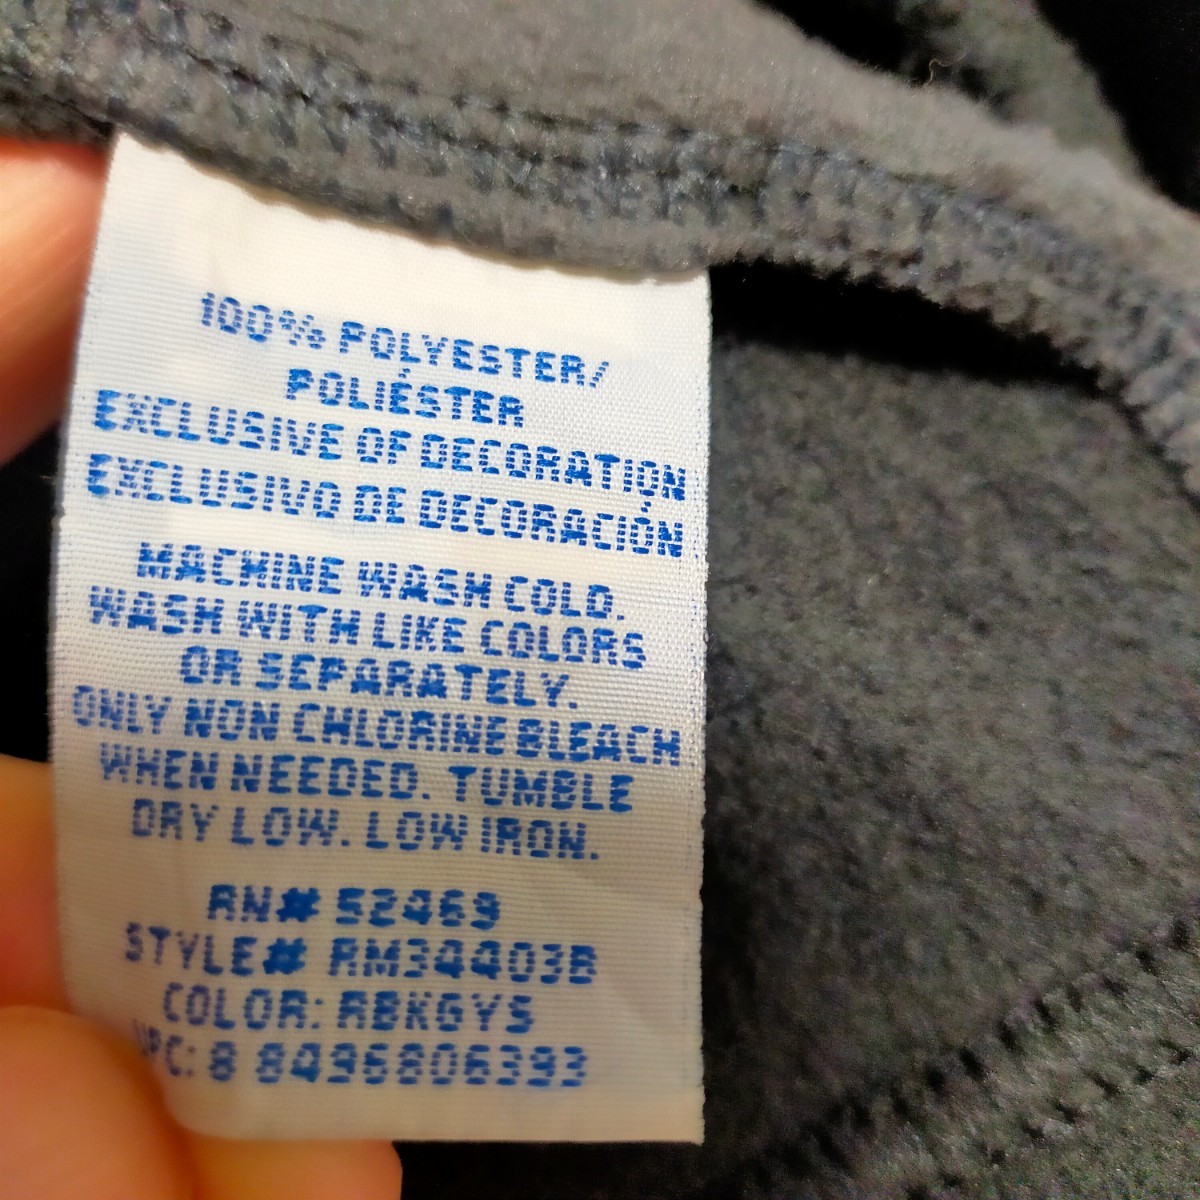 100% POLYESTER/
POLIÉSTER
EXCLUSIVE OF DECORATION
EXCLUSIVO DE DECORACIÓN
MACHINE WASH COLD.
WASH WITH LIKE COLORS
OR SEPARATELY.
ONLY NON CHLORINE BLEACH
WHEN NEEDED. TUMBLE
DRY LOW. LOW IRON.
RN# 52469
STYLE# RM34403B
COLOR: RBKGYS
UPC: 8 8496806393